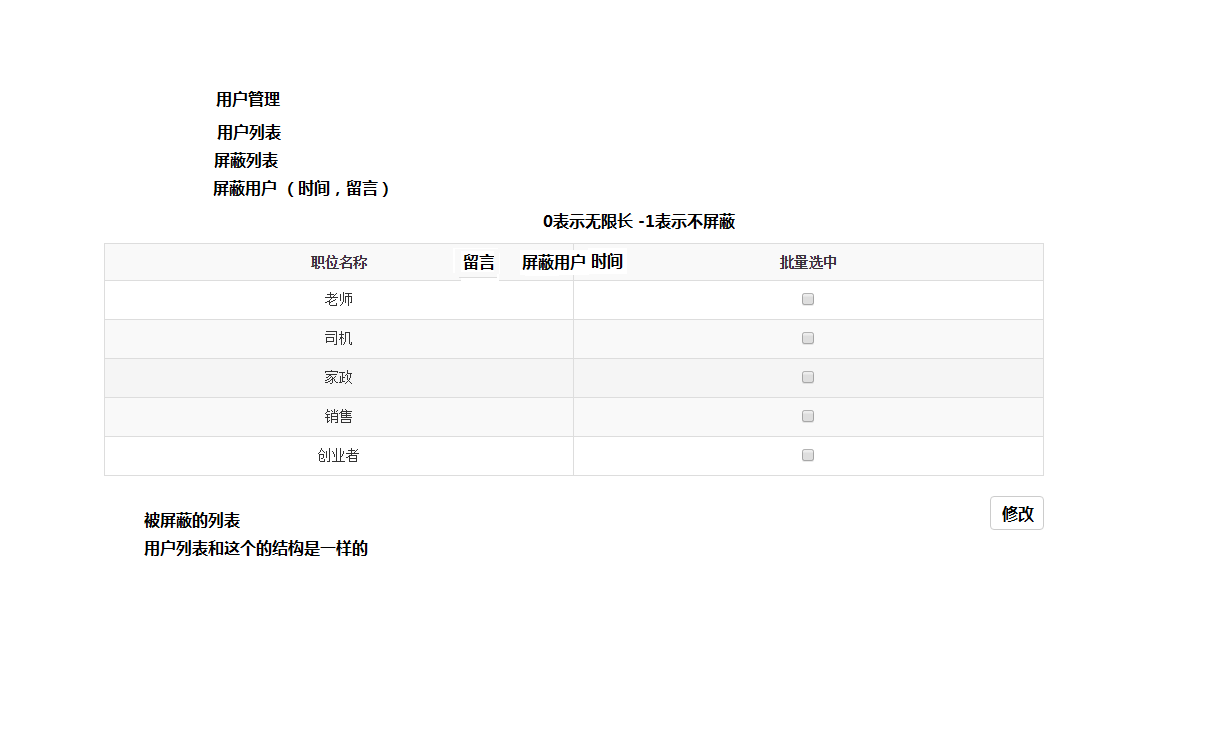 用户管理
用户列表
屏蔽列表
屏蔽用户 （时间，留言）
0表示无限长 -1表示不屏蔽
职位名称 留言 屏蔽用户 时间 批量选中
老师
司机
家政
销售
创业者
修改
被屏蔽的列表
用户列表和这个的结构是一样的